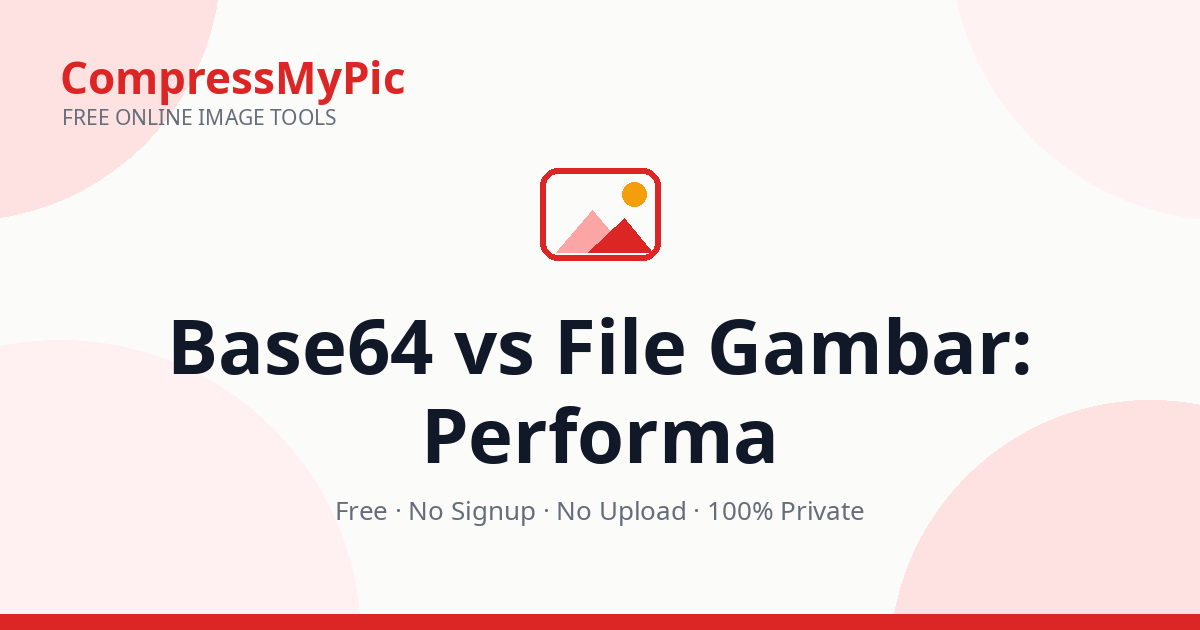 CompressMyPic
FREE ONLINE IMAGE TOOLS
Base64 vs File Gambar:
Performa
Free · No Signup · No Upload · 100% Private